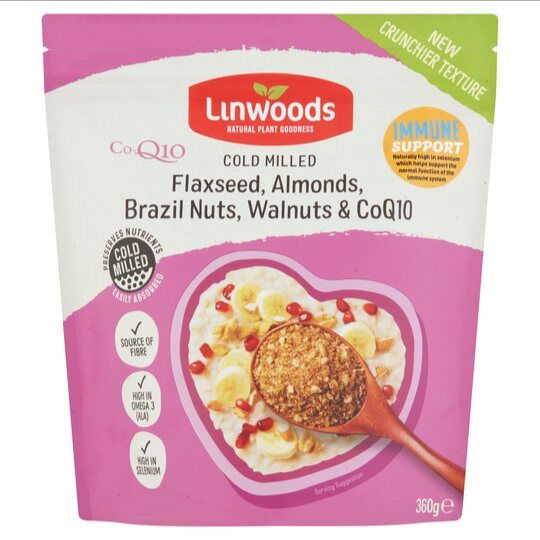 NEW
CRUNCHIER TEXTURE
Linwoods
NATURAL PLANT GOODNESS
CoQ10
IMMUNE
SUPPORT
Naturally high in selenium
which helps support the
normal function of the
immune system
COLD MILLED
Flaxseed, Almonds,
Brazil Nuts, Walnuts & CoQ10
PRESERVES NUTRIENTS
COLD
MILLED
EASILY ABSORBED
SOURCE OF
FIBRE
HIGH IN
OMEGA 3
(ALA)
HIGH IN
SELENIUM
Serving Suggestion
360g℮